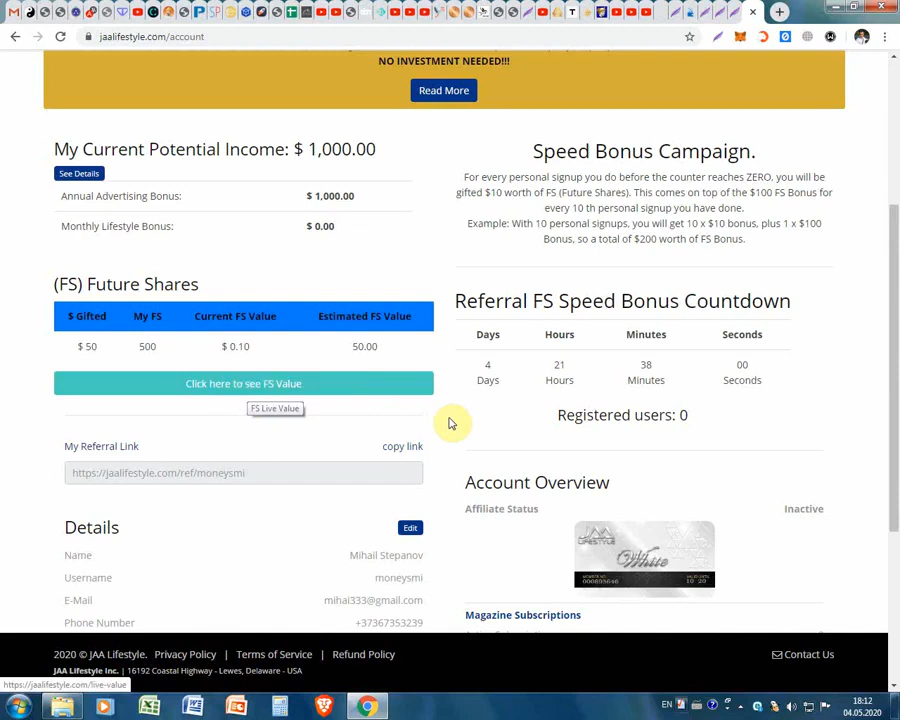 jaalifestyle.com/account
NO INVESTMENT NEEDED!!!
Read More
My Current Potential Income: $ 1,000.00
See Details
Annual Advertising Bonus: $ 1,000.00
Monthly Lifestyle Bonus: $ 0.00
Speed Bonus Campaign.
For every personal signup you do before the counter reaches ZERO, you will be
gifted $10 worth of FS (Future Shares). This comes on top of the $100 FS Bonus for
every 10 th personal signup you have done.
Example: With 10 personal signups, you will get 10 x $10 bonus, plus 1 x $100
Bonus, so a total of $200 worth of FS Bonus.
(FS) Future Shares
$ Gifted My FS Current FS Value Estimated FS Value
$ 50 500 $ 0.10 50.00
Click here to see FS Value
FS Live Value
Referral FS Speed Bonus Countdown
Days Hours Minutes Seconds
4 21 38 00
Days Hours Minutes Seconds
Registered users: 0
My Referral Link copy link
https://jaalifestyle.com/ref/moneysmi
Details Edit
Name Mihail Stepanov
Username moneysmi
E-Mail mihai333@gmail.com
Phone Number +37367353239
Account Overview
Affiliate Status Inactive
JAA
LIFESTYLE
White
000895646
10 20
Magazine Subscriptions
2020 © JAA Lifestyle. Privacy Policy | Terms of Service | Refund Policy
Contact Us
JAA Lifestyle Inc. | 16192 Coastal Highway - Lewes, Delaware - USA
https://jaalifestyle.com/live-value
EN
18:12
04.05.2020